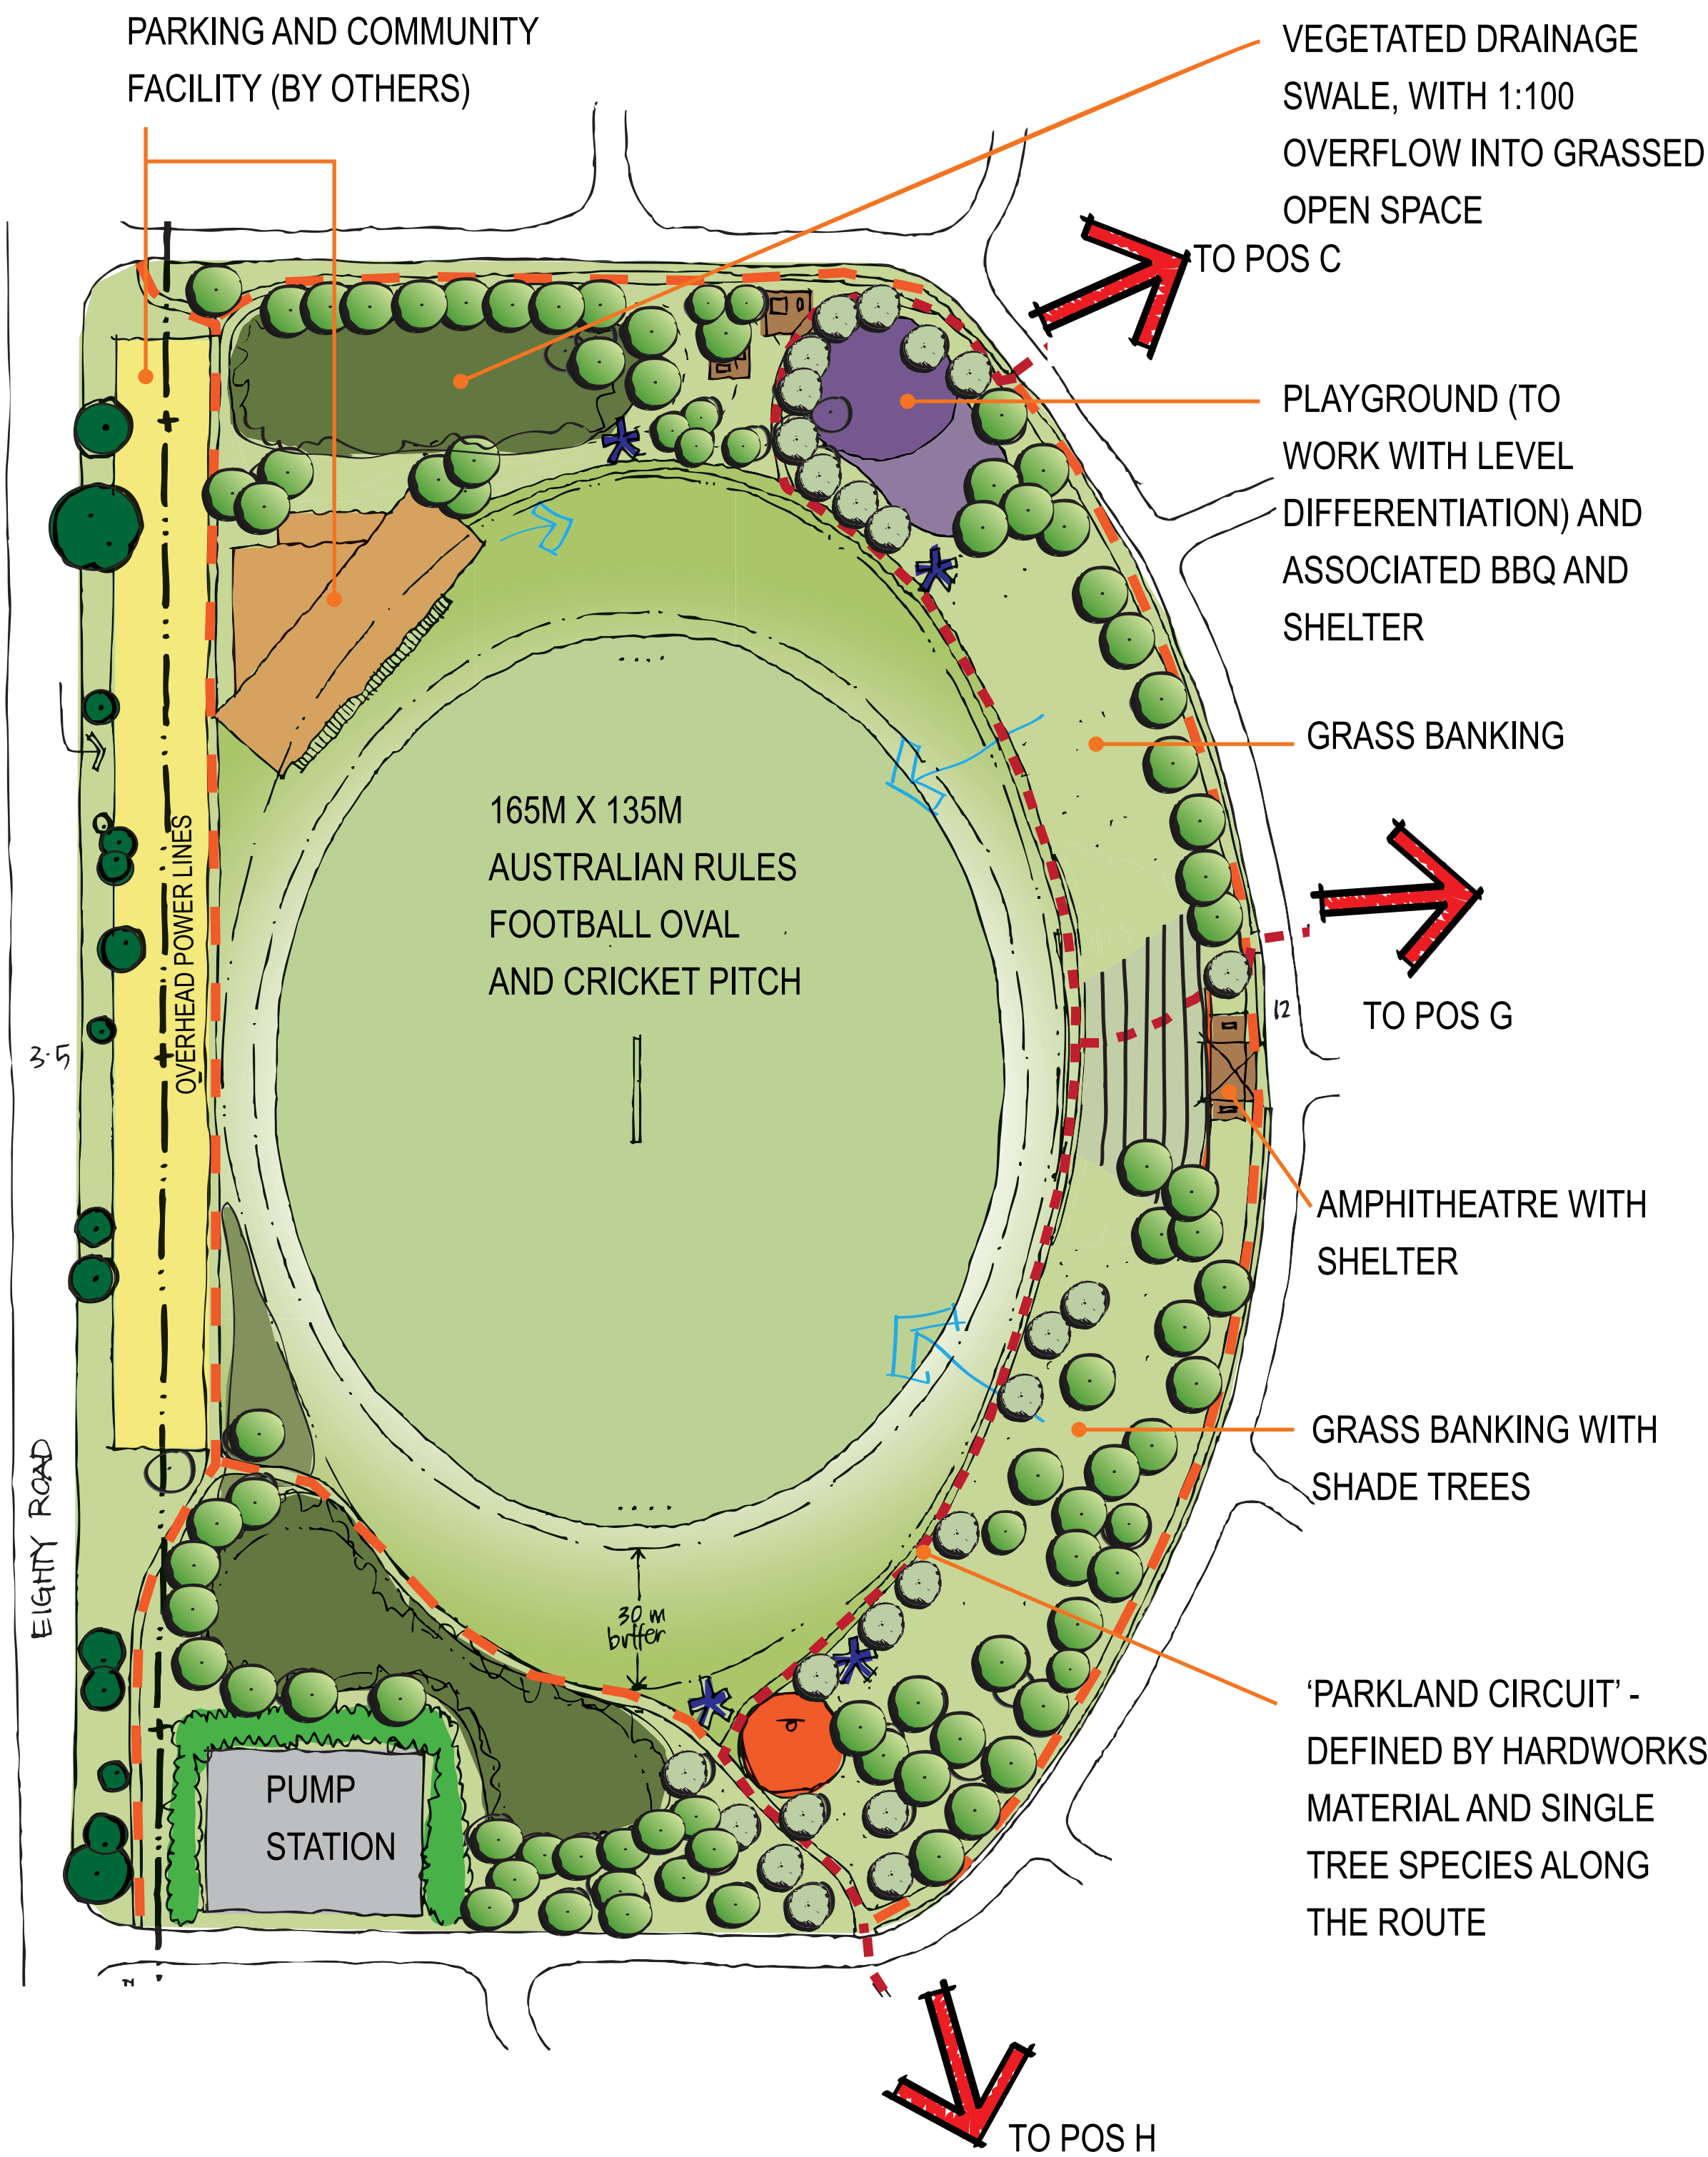 PARKING AND COMMUNITY
FACILITY (BY OTHERS)
VEGETATED DRAINAGE
SWALE, WITH 1:100
OVERFLOW INTO GRASSED
OPEN SPACE
TO POS C
PLAYGROUND (TO
WORK WITH LEVEL
DIFFERENTIATION) AND
ASSOCIATED BBQ AND
SHELTER
GRASS BANKING
165M X 135M
AUSTRALIAN RULES
FOOTBALL OVAL
AND CRICKET PITCH
OVERHEAD POWER LINES
TO POS G
12
3.5
AMPHITHEATRE WITH
SHELTER
GRASS BANKING WITH
SHADE TREES
EIGHTY ROAD
30 m
buffer
'PARKLAND CIRCUIT' -
DEFINED BY HARDWORKS
MATERIAL AND SINGLE
TREE SPECIES ALONG
THE ROUTE
PUMP
STATION
TO POS H